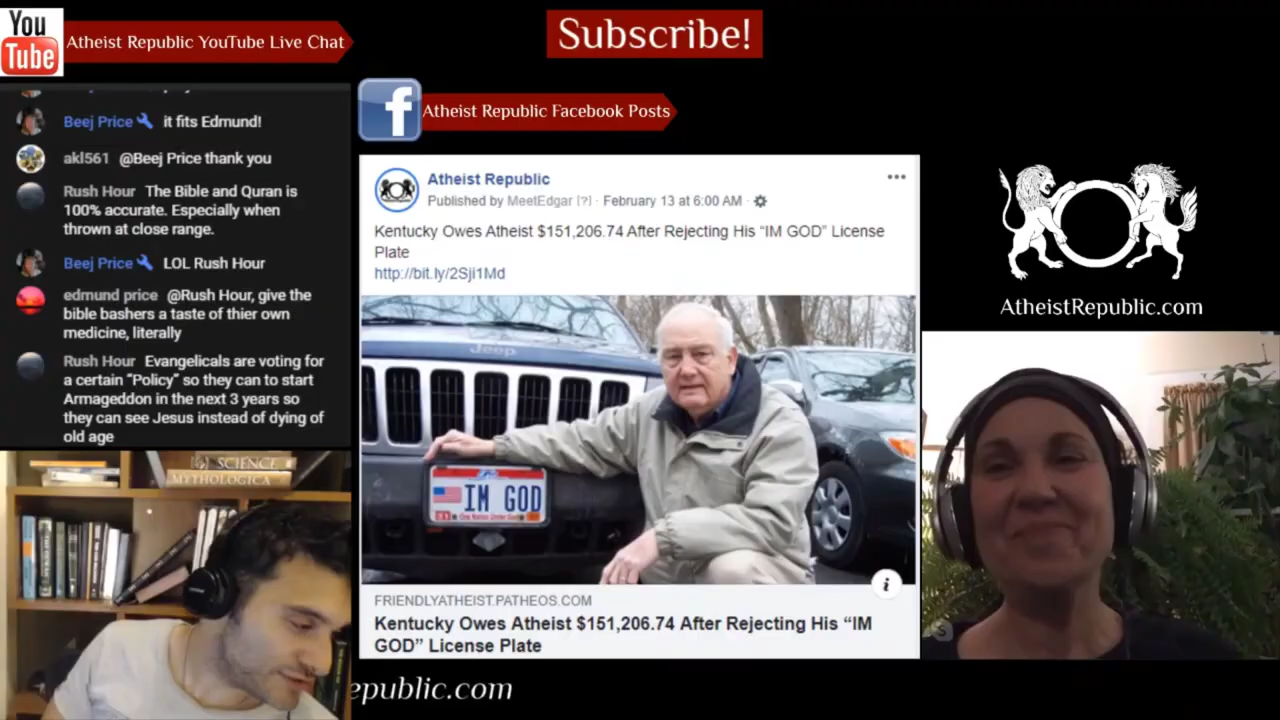 You
Tube
Atheist Republic YouTube Live Chat
Subscribe!
Atheist Republic Facebook Posts
Beej Price it fits Edmund!
akl561 @Beej Price thank you
Rush Hour The Bible and Quran is
100% accurate. Especially when
thrown at close range.
Beej Price LOL Rush Hour
edmund price @Rush Hour, give the
bible bashers a taste of thier own
medicine, literally
Rush Hour Evangelicals are voting for
a certain “Policy” so they can to start
Armageddon in the next 3 years so
they can see Jesus instead of dying of
old age
Atheist Republic
Published by MeetEdgar [?] · February 13 at 6:00 AM ·
Kentucky Owes Atheist $151,206.74 After Rejecting His “IM GOD” License
Plate
http://bit.ly/2Sji1Md
Jeep
IM GOD
FRIENDLYATHEIST.PATHEOS.COM
Kentucky Owes Atheist $151,206.74 After Rejecting His “IM
GOD” License Plate
AtheistRepublic.com
SCIENCE
MYTHOLOGICA
epublic.com